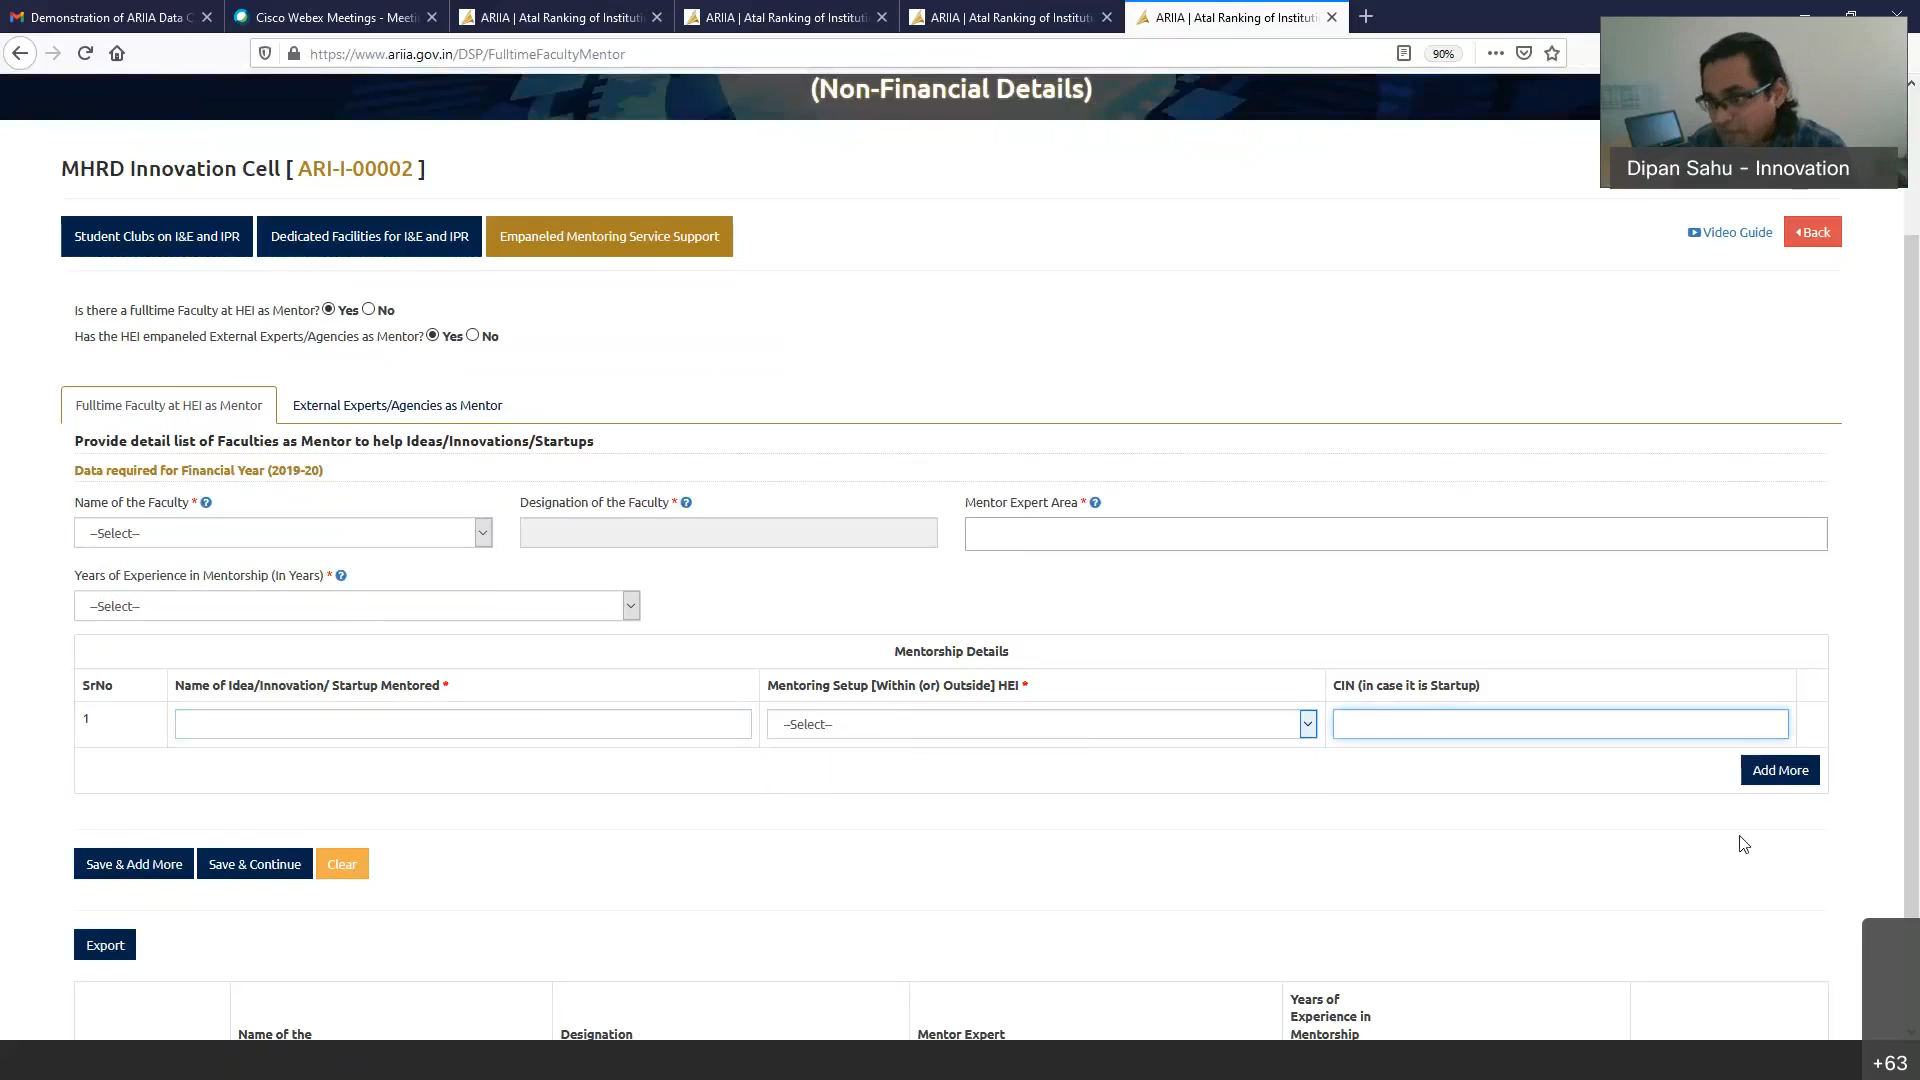 Demonstration of ARIIA Data C
Cisco Webex Meetings - Meeti
ARIIA | Atal Ranking of Instituti
ARIIA | Atal Ranking of Instituti
ARIIA | Atal Ranking of Instituti
ARIIA | Atal Ranking of Instituti
https://www.ariia.gov.in/DSP/FulltimeFacultyMentor
90%
(Non-Financial Details)
Dipan Sahu - Innovation
MHRD Innovation Cell [ ARI-I-00002 ]
Student Clubs on I&E and IPR
Dedicated Facilities for I&E and IPR
Empaneled Mentoring Service Support
Video Guide
Back
Is there a fulltime Faculty at HEI as Mentor? Yes No
Has the HEI empaneled External Experts/Agencies as Mentor? Yes No
Fulltime Faculty at HEI as Mentor
External Experts/Agencies as Mentor
Provide detail list of Faculties as Mentor to help Ideas/Innovations/Startups
Data required for Financial Year (2019-20)
Name of the Faculty *
Designation of the Faculty *
Mentor Expert Area *
--Select--
Years of Experience in Mentorship (In Years) *
--Select--
Mentorship Details
SrNo
Name of Idea/Innovation/ Startup Mentored *
Mentoring Setup [Within (or) Outside] HEI *
CIN (in case it is Startup)
1
--Select--
Add More
Save & Add More
Save & Continue
Clear
Export
Name of the
Designation
Mentor Expert
Years of
Experience in
Mentorship
+63